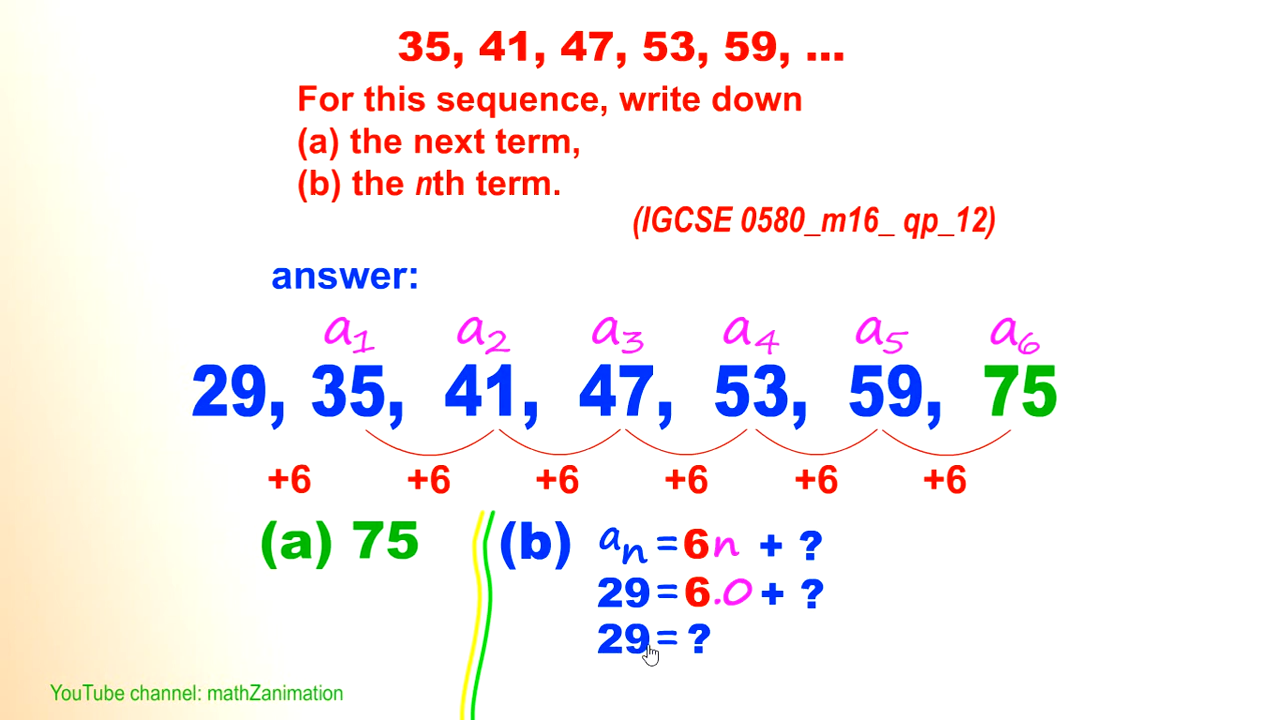 35, 41, 47, 53, 59, ...
For this sequence, write down
(a) the next term,
(b) the nth term.
(IGCSE 0580_m16_ qp_12)
answer:
a1 a2 a3 a4 a5 a6
29, 35, 41, 47, 53, 59, 75
+6 +6 +6 +6 +6 +6
(a) 75
(b) an = 6n + ?
29 = 6.0 + ?
29 = ?
YouTube channel: mathZanimation